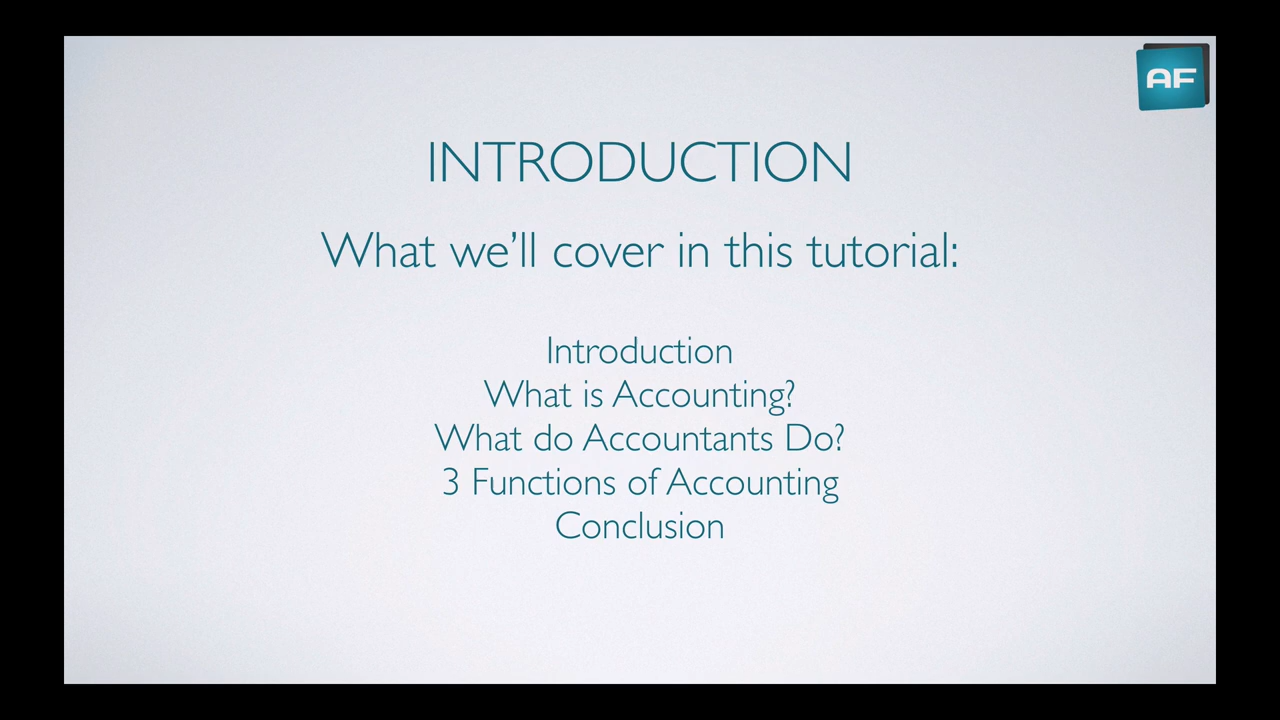 AF
INTRODUCTION
What we’ll cover in this tutorial:
Introduction
What is Accounting?
What do Accountants Do?
3 Functions of Accounting
Conclusion